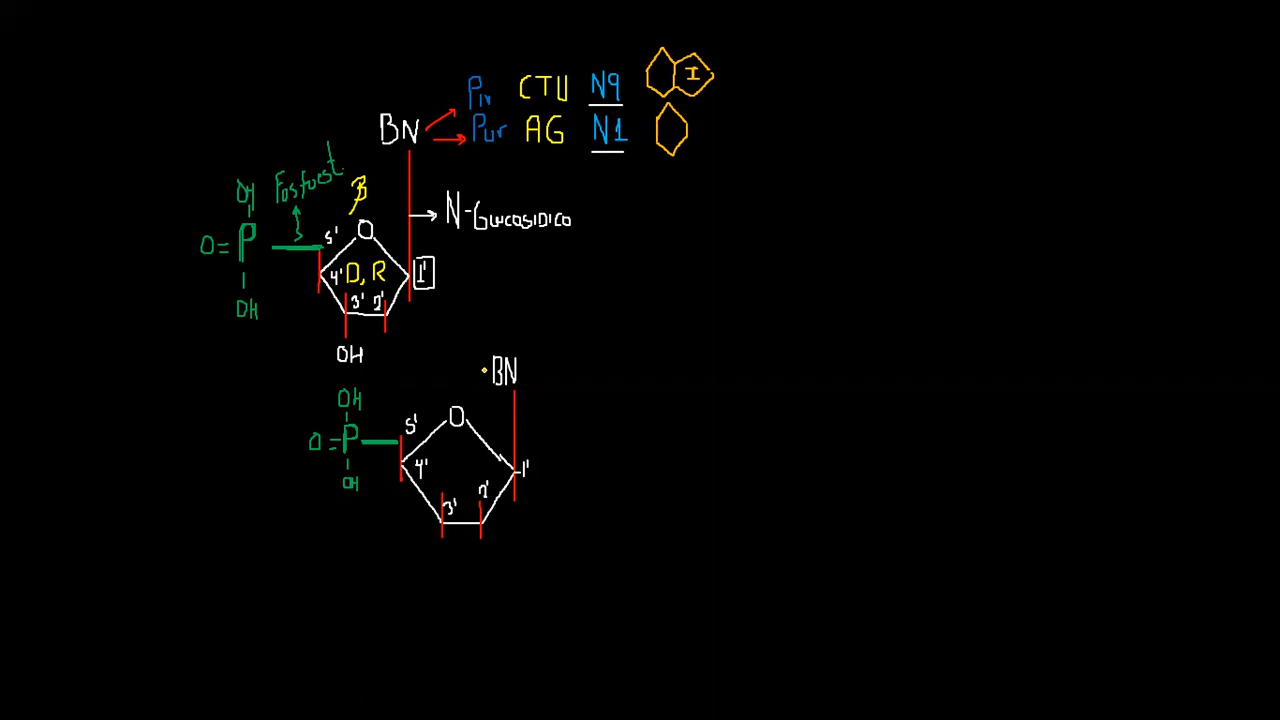 Pir CTU N9 I
BN Pur AG N1
OH Fosfoest.
β
N-Glucosidico
O= P 5' O
4' D, R 1'
3' 2'
OH
OH
BN
OH
5' O
O= P
4' 1'
2'
OH 3'